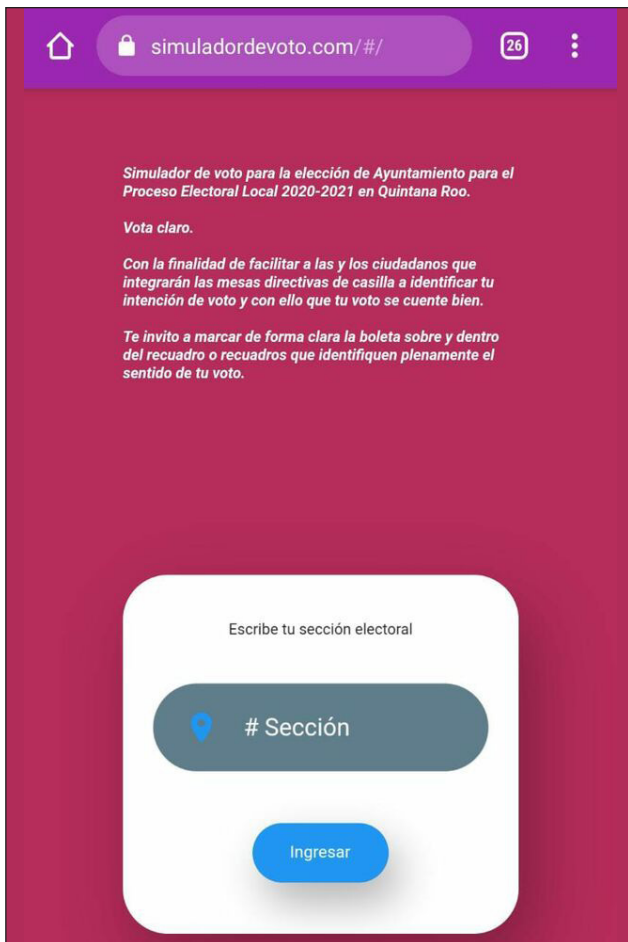 simuladordevoto.com/#/
26
Simulador de voto para la elección de Ayuntamiento para el
Proceso Electoral Local 2020-2021 en Quintana Roo.
Vota claro.
Con la finalidad de facilitar a las y los ciudadanos que
integrarán las mesas directivas de casilla a identificar tu
intención de voto y con ello que tu voto se cuente bien.
Te invito a marcar de forma clara la boleta sobre y dentro
del recuadro o recuadros que identifiquen plenamente el
sentido de tu voto.
Escribe tu sección electoral
# Sección
Ingresar